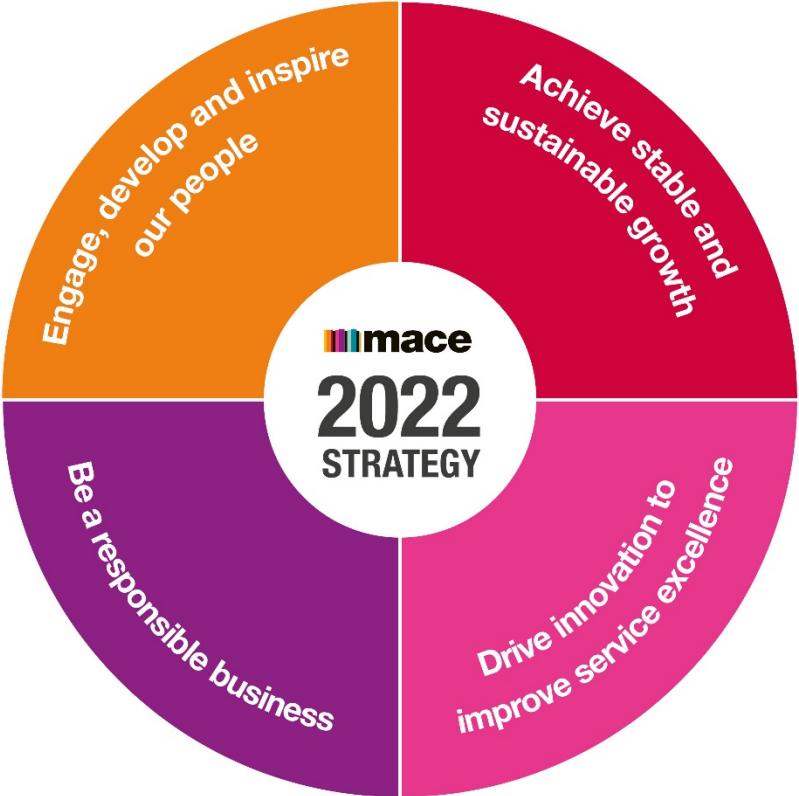 Engage, develop and inspire
our people
Achieve stable and
sustainable growth
mace
2022
STRATEGY
Be a responsible business
Drive innovation to
improve service excellence